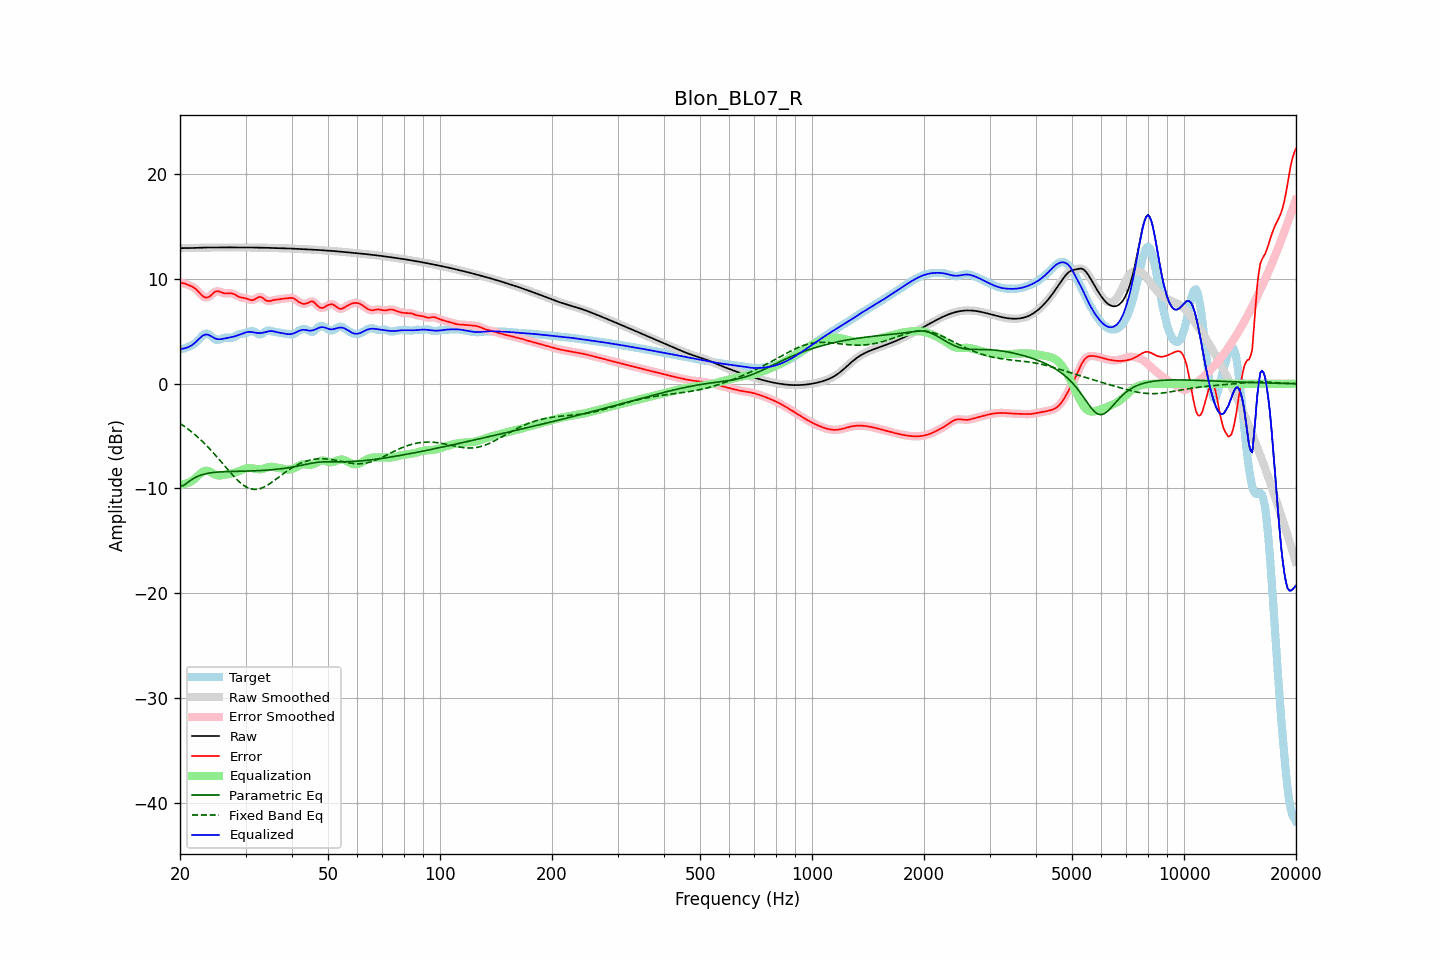 Blon_BL07_R
20
10
0
−10
−20
−30
−40
Amplitude (dBr)
Target
Raw Smoothed
Error Smoothed
Raw
Error
Equalization
Parametric Eq
Fixed Band Eq
Equalized
20
50
100
200
500
1000
2000
5000
10000
20000
Frequency (Hz)